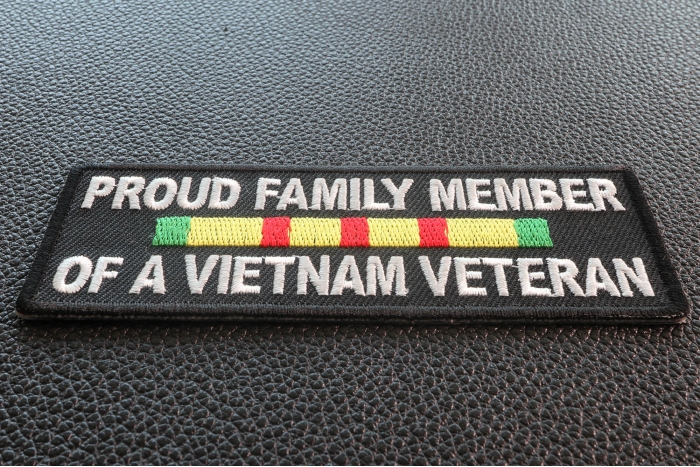 PROUD FAMILY MEMBER
OF A VIETNAM VETERAN